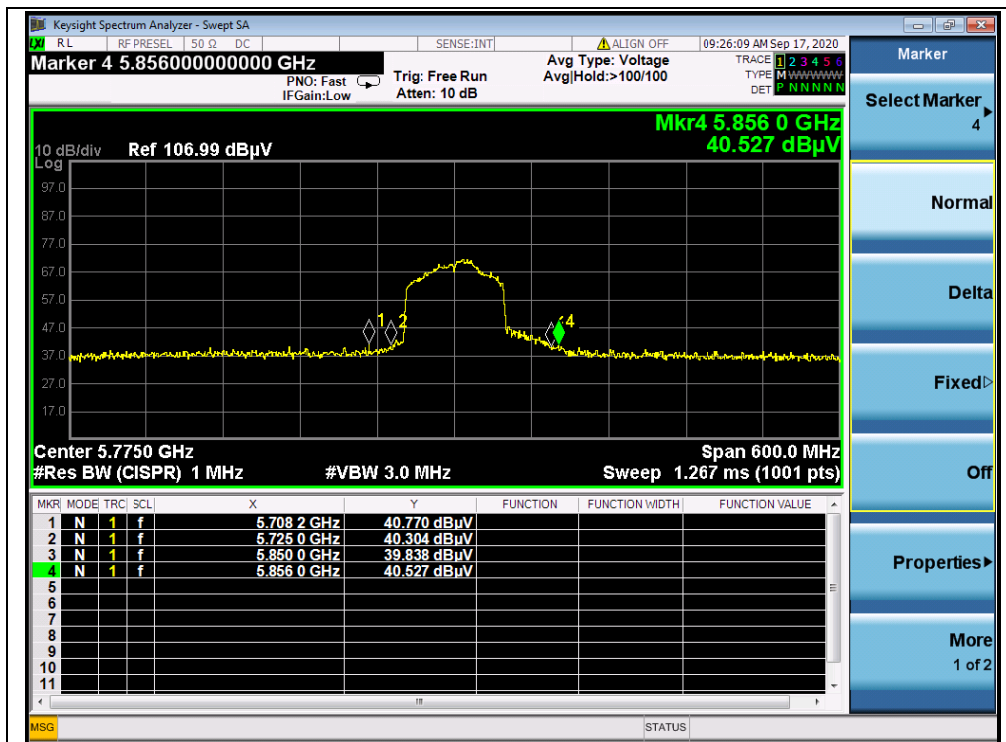 Keysight Spectrum Analyzer - Swept SA
LXI RL RF PRESEL 50 Ω DC SENSE:INT ALIGN OFF 09:26:09 AM Sep 17, 2020
Marker 4 5.856000000000 GHz
PNO: Fast
IFGain:Low
Trig: Free Run
Atten: 10 dB
Avg Type: Voltage
Avg|Hold:>100/100
TRACE 1 2 3 4 5 6
TYPE M WWWWW
DET P N N N N N
Mkr4 5.856 0 GHz
40.527 dBµV
10 dB/div Ref 106.99 dBµV
Log
97.0
87.0
77.0
67.0
57.0
47.0
37.0
27.0
17.0
1 2 4
Center 5.7750 GHz Span 600.0 MHz
#Res BW (CISPR) 1 MHz #VBW 3.0 MHz Sweep 1.267 ms (1001 pts)
MKR MODE TRC SCL X Y FUNCTION FUNCTION WIDTH FUNCTION VALUE
1 N 1 f 5.708 2 GHz 40.770 dBµV
2 N 1 f 5.725 0 GHz 40.304 dBµV
3 N 1 f 5.850 0 GHz 39.838 dBµV
4 N 1 f 5.856 0 GHz 40.527 dBµV
5
6
7
8
9
10
11
MSG STATUS
Marker
Select Marker
4
Normal
Delta
Fixed
Off
Properties
More
1 of 2